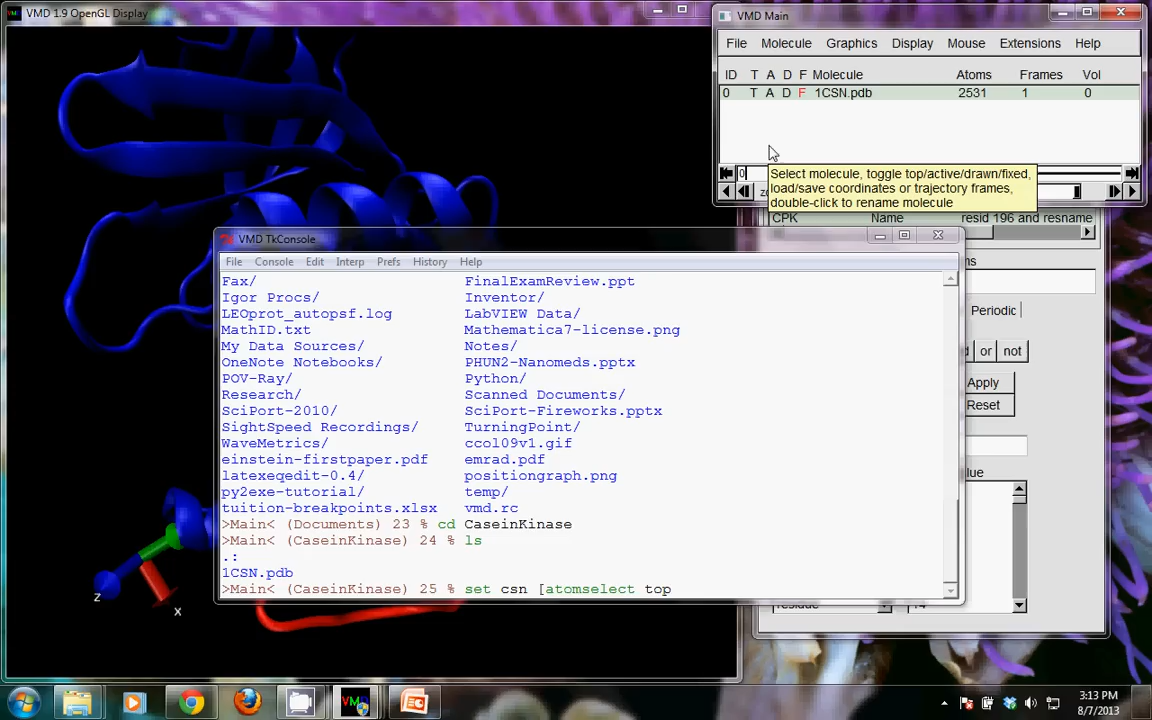 VMD 1.9 OpenGL Display
VMD Main
File Molecule Graphics Display Mouse Extensions Help
ID T A D F Molecule Atoms Frames Vol
0 T A D F 1CSN.pdb 2531 1 0
0
Select molecule, toggle top/active/drawn/fixed,
load/save coordinates or trajectory frames,
double-click to rename molecule
CPK Name resid 196 and resname
VMD TkConsole
File Console Edit Interp Prefs History Help
Fax/ FinalExamReview.ppt
Igor Procs/ Inventor/
LEOprot_autopsf.log LabVIEW Data/
MathID.txt Mathematica7-license.png
My Data Sources/ Notes/
OneNote Notebooks/ PHUN2-Nanomeds.pptx
POV-Ray/ Python/
Research/ Scanned Documents/
SciPort-2010/ SciPort-Fireworks.pptx
SightSpeed Recordings/ TurningPoint/
WaveMetrics/ ccol09v1.gif
einstein-firstpaper.pdf emrad.pdf
latexeqedit-0.4/ positiongraph.png
py2exe-tutorial/ temp/
tuition-breakpoints.xlsx vmd.rc
>Main< (Documents) 23 % cd CaseinKinase
>Main< (CaseinKinase) 24 % ls
.:
1CSN.pdb
>Main< (CaseinKinase) 25 % set csn [atomselect top
Periodic
or not
Apply
Reset
z
x
3:13 PM
8/7/2013